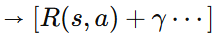 → [R(s, a) + γ ⋯ ]